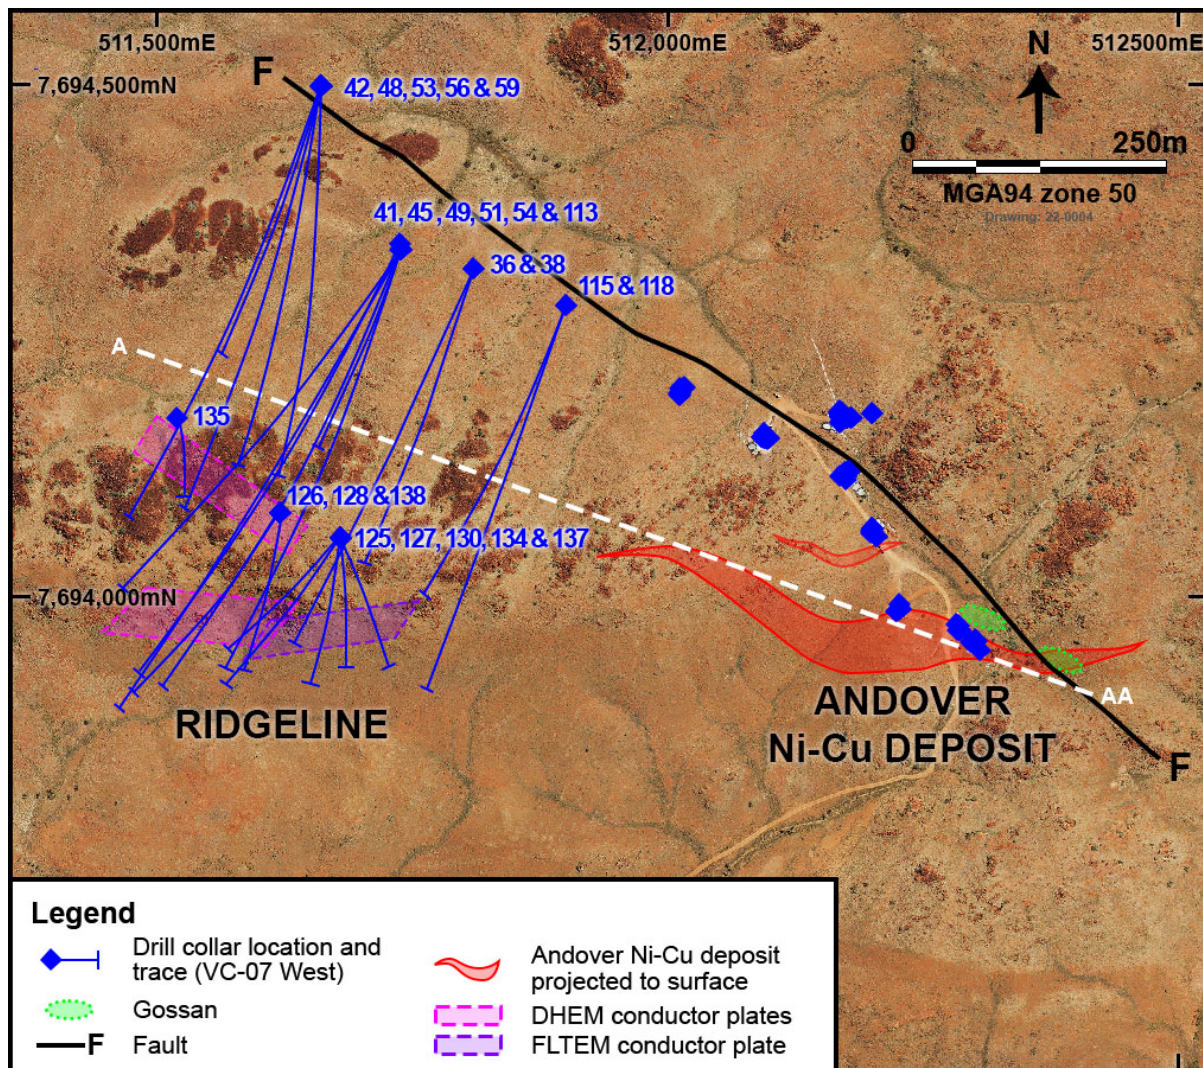 511,500mE
512,000mE
512500mE
7,694,500mN
F
42, 48, 53, 56 & 59
N
0 250m
MGA94 zone 50
Drawing: 22-0004
41, 45 , 49, 51, 54 & 113
36 & 38
115 & 118
A
135
126, 128 &138
125, 127, 130, 134 & 137
7,694,000mN
RIDGELINE
ANDOVER
Ni-Cu DEPOSIT
AA
F
Legend
Drill collar location and
trace (VC-07 West)
Gossan
F Fault
Andover Ni-Cu deposit
projected to surface
DHEM conductor plates
FLTEM conductor plate